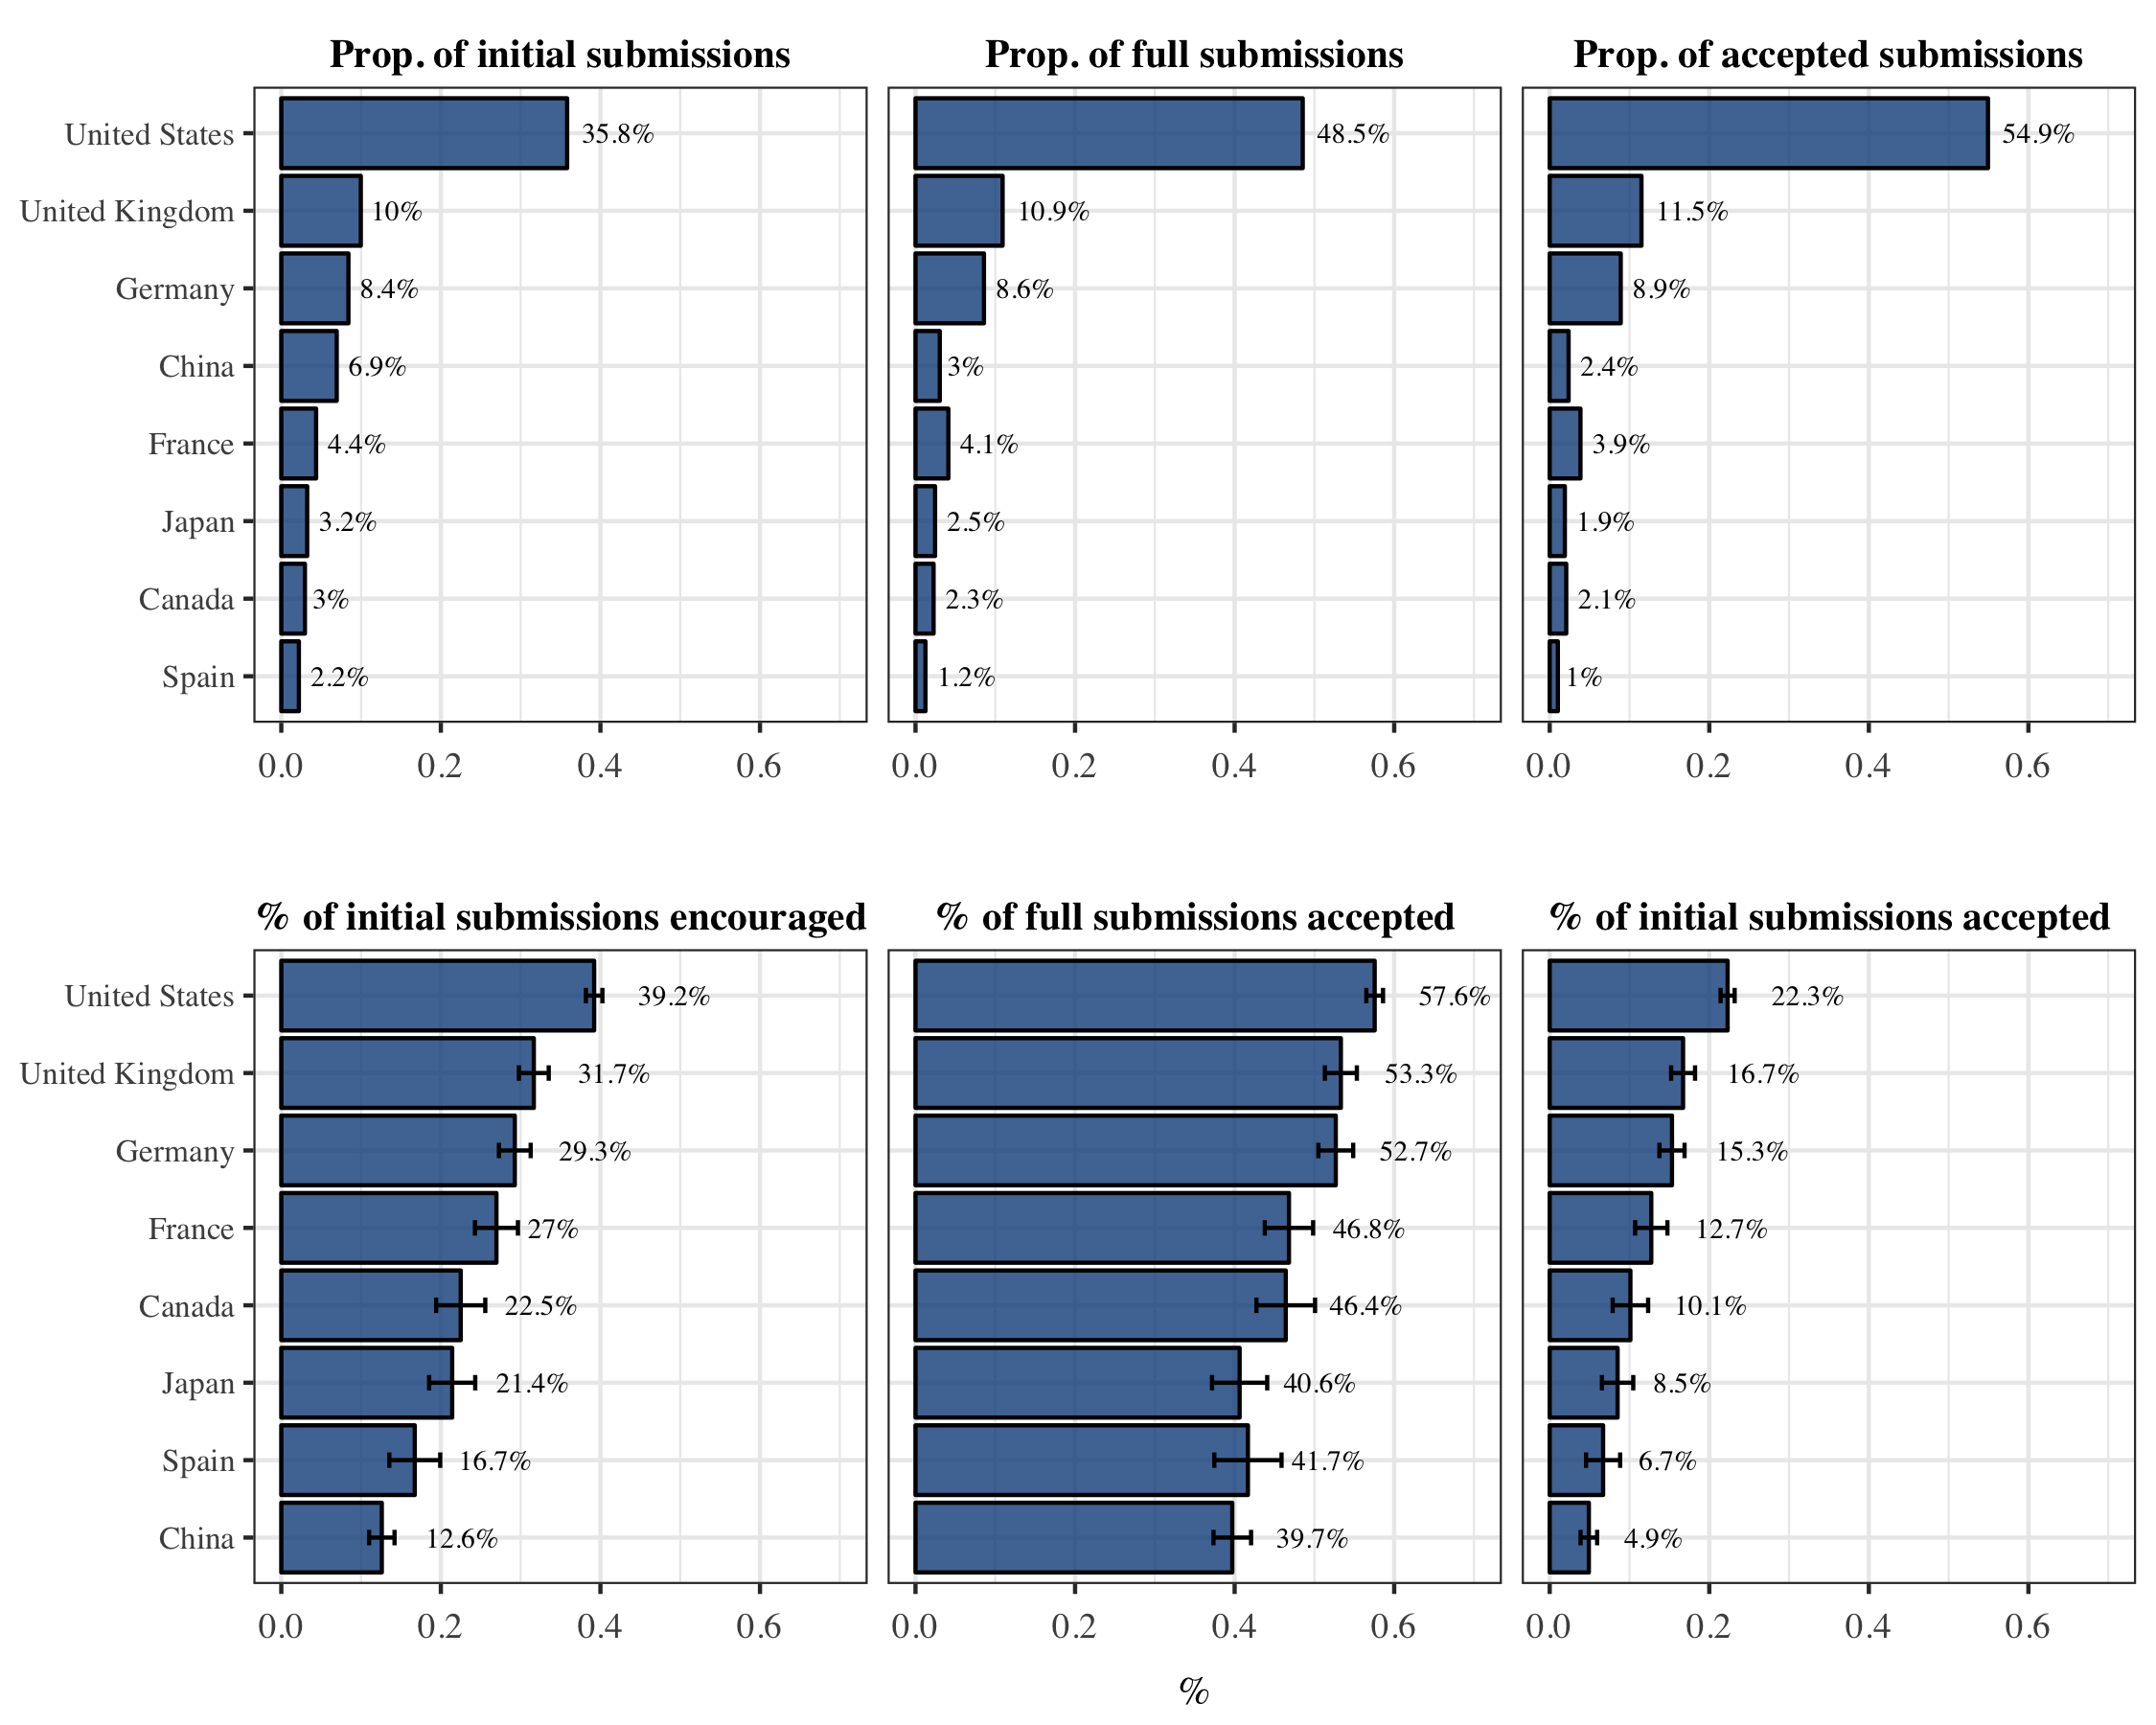 Prop. of initial submissions
Prop. of full submissions
Prop. of accepted submissions
United States
35.8%
48.5%
54.9%
United Kingdom
10%
10.9%
11.5%
Germany
8.4%
8.6%
8.9%
China
6.9%
3%
2.4%
France
4.4%
4.1%
3.9%
Japan
3.2%
2.5%
1.9%
Canada
3%
2.3%
2.1%
Spain
2.2%
1.2%
1%
0.0 0.2 0.4 0.6
0.0 0.2 0.4 0.6
0.0 0.2 0.4 0.6
% of initial submissions encouraged
% of full submissions accepted
% of initial submissions accepted
United States
39.2%
57.6%
22.3%
United Kingdom
31.7%
53.3%
16.7%
Germany
29.3%
52.7%
15.3%
France
27%
46.8%
12.7%
Canada
22.5%
46.4%
10.1%
Japan
21.4%
40.6%
8.5%
Spain
16.7%
41.7%
6.7%
China
12.6%
39.7%
4.9%
0.0 0.2 0.4 0.6
0.0 0.2 0.4 0.6
0.0 0.2 0.4 0.6
%